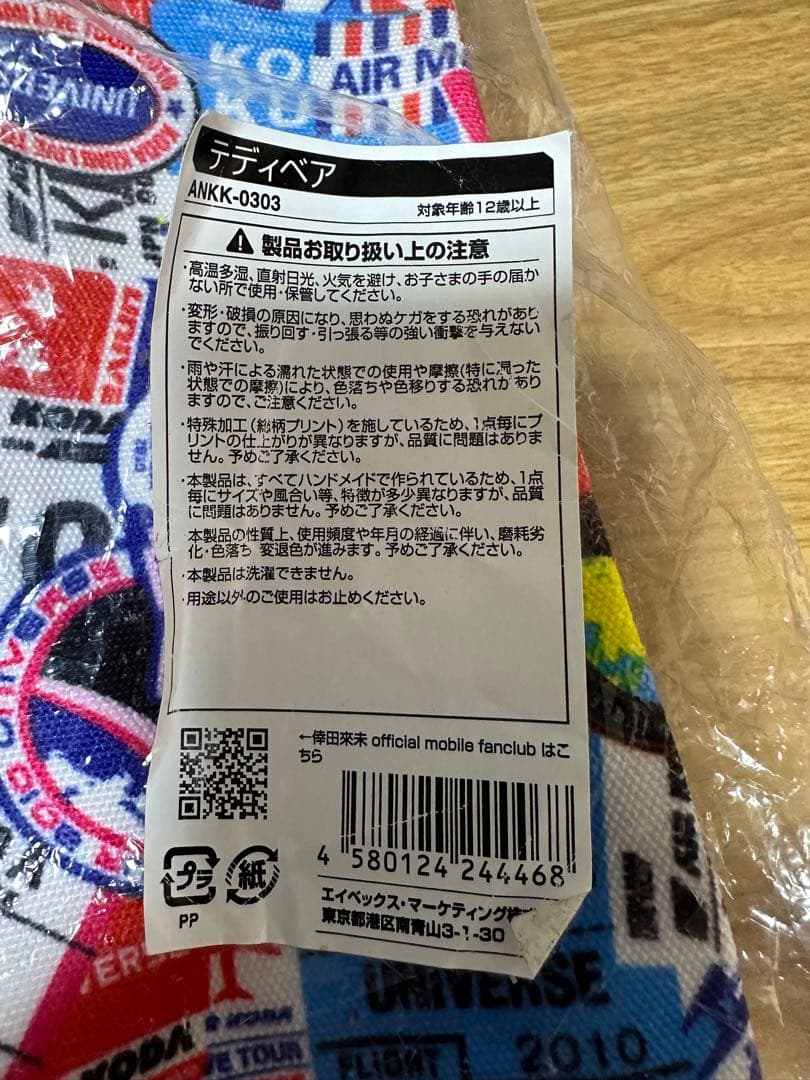 UNIVE
KO
AIR MA
テディベア
ANKK-0303
対象年齢12歳以上
製品お取り扱い上の注意
・高温多湿、直射日光、火気を避け、お子さまの手の届か
ない所で使用・保管してください。
・変形・破損の原因になり、思わぬケガをする恐れがあり
ますので、振り回す・引っ張る等の強い衝撃を与えない
でください。
・雨や汗による濡れた状態での使用や摩擦(特に湿った
状態での摩擦)により、色落ちや色移りする恐れがあり
ますので、ご注意ください。
・特殊加工(総柄プリント)を施しているため、1点毎にプ
リントの仕上がりが異なりますが、品質に問題はありま
せん。予めご了承ください。
・本製品は、すべてハンドメイドで作られているため、1点
毎にサイズや風合い等、特徴が多少異なりますが、品質
に問題はありません。予めご了承ください。
本製品の性質上、使用頻度や年月の経過に伴い、磨耗劣
化・色落ち 変退色が進みます。予めご了承ください。
・本製品は洗濯できません。
・用途以外のご使用はお止めください。
←倖田來未 official mobile fanclub はこ
ちら
4 580124 244468
プラ
紙
PP
エイベックス・マーケティング株
東京都港区南青山3-1-30
UNIVERSE
KODA
E TOUR
FLIGHT
2010